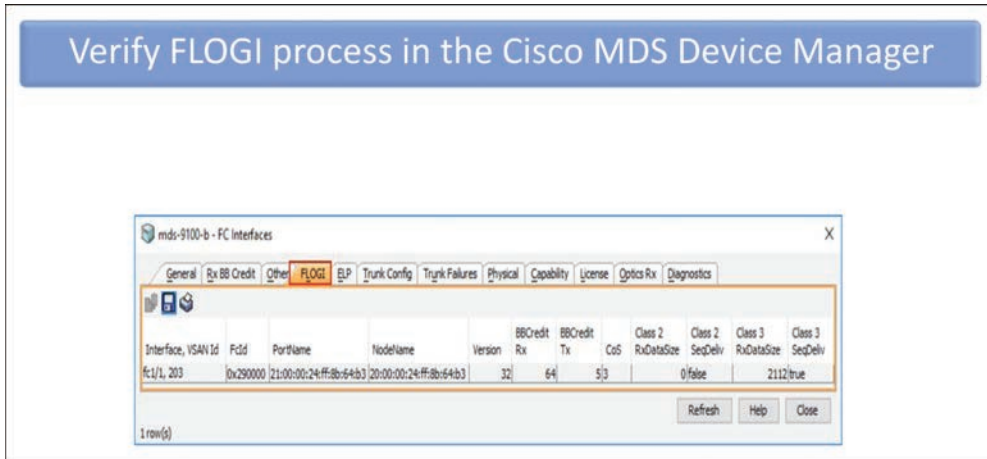 Verify FLOGI process in the Cisco MDS Device Manager
mds-9100-b - FC Interfaces
X
General Rx BB Credit Other FLOGI ELP Trunk Config Trunk Failures Physical Capability License Optics Rx Diagnostics
BBCredit BBCredit Class 2 Class 2 Class 3 Class 3
Interface, VSAN Id FcId PortName NodeName Version Rx Tx CoS RxDataSize SeqDeliv RxDataSize SeqDeliv
fc1/1, 203 0x290000 21:00:00:24:ff:8b:64:b3 20:00:00:24:ff:8b:64:b3 32 64 5 3 0 false 2112 true
Refresh Help Close
1 row(s)